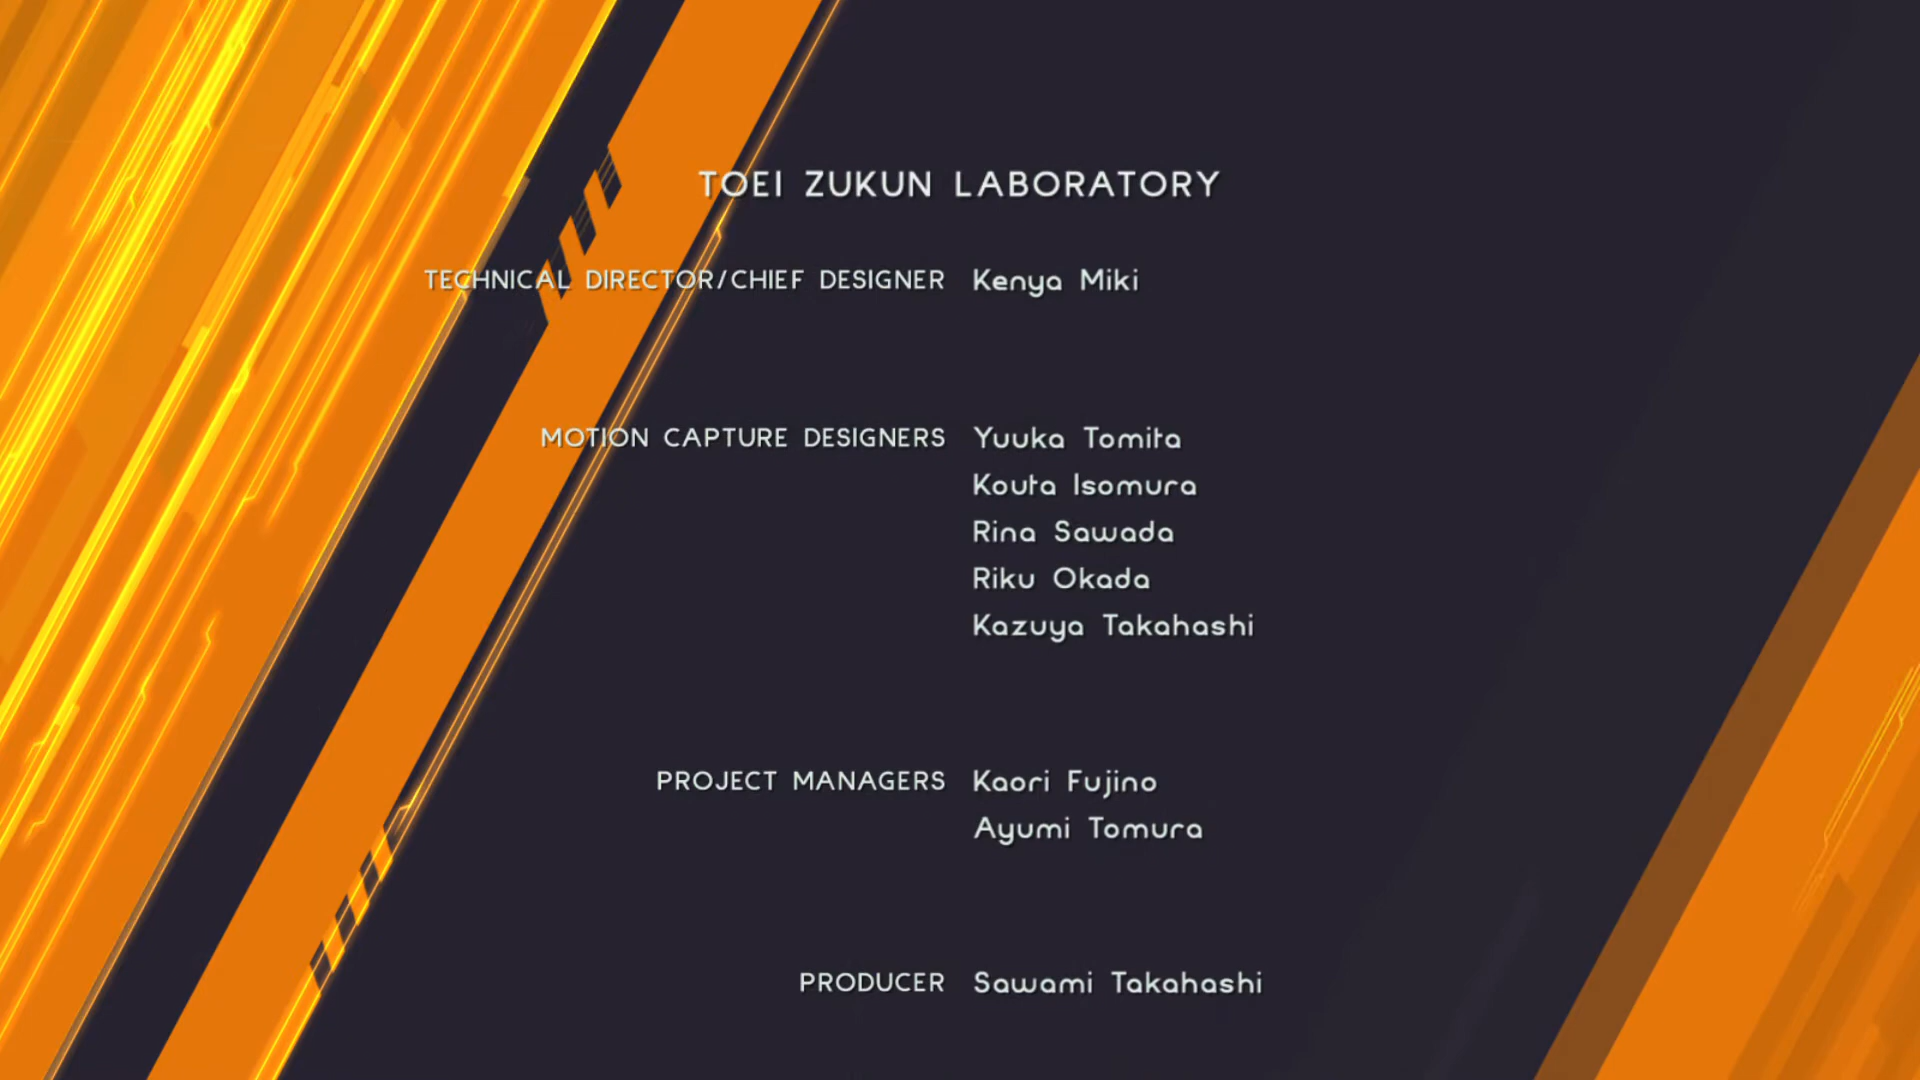 TOEI ZUKUN LABORATORY
TECHNICAL DIRECTOR/CHIEF DESIGNER Kenya Miki
MOTION CAPTURE DESIGNERS Yuuka Tomita
Kouta Isomura
Rina Sawada
Riku Okada
Kazuya Takahashi
PROJECT MANAGERS Kaori Fujino
Ayumi Tomura
PRODUCER Sawami Takahashi